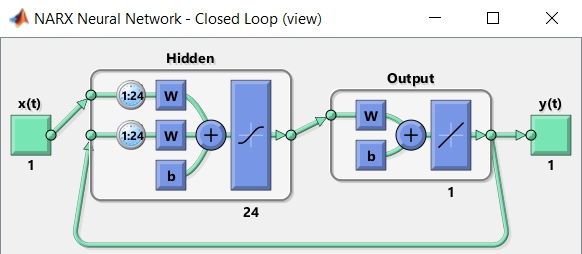 NARX Neural Network - Closed Loop (view)
Hidden
Output
x(t)
y(t)
1:24
W
1:24
W
b
W
b
1
24
1
1